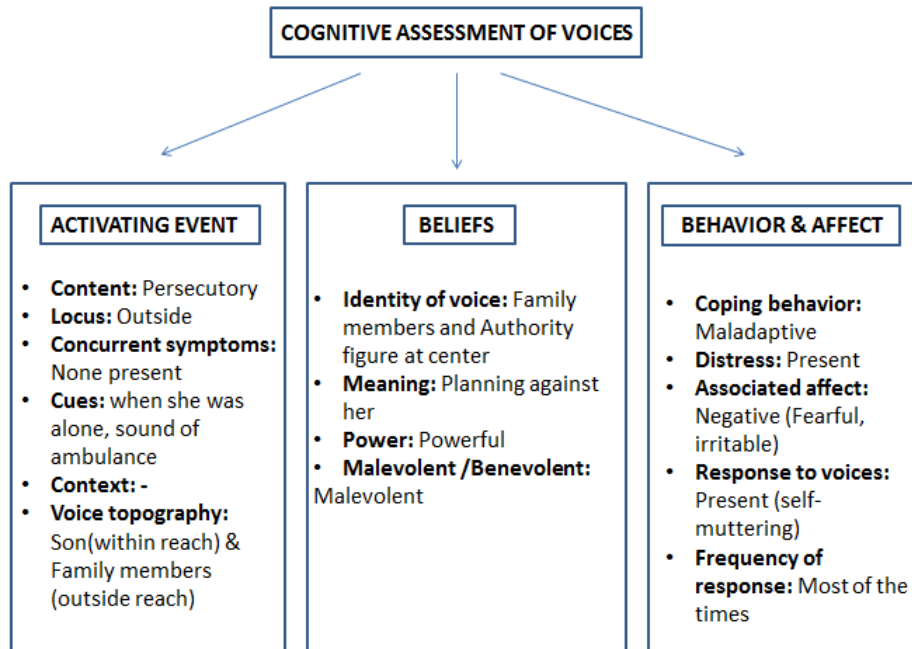 COGNITIVE ASSESSMENT OF VOICES
ACTIVATING EVENT
• Content: Persecutory
• Locus: Outside
• Concurrent symptoms:
None present
• Cues: when she was
alone, sound of
ambulance
• Context: -
• Voice topography:
Son(within reach) &
Family members
(outside reach)
BELIEFS
• Identity of voice: Family
members and Authority
figure at center
• Meaning: Planning against
her
• Power: Powerful
• Malevolent /Benevolent:
Malevolent
BEHAVIOR & AFFECT
• Coping behavior:
Maladaptive
• Distress: Present
• Associated affect:
Negative (Fearful,
irritable)
• Response to voices:
Present (self-
muttering)
• Frequency of
response: Most of the
times